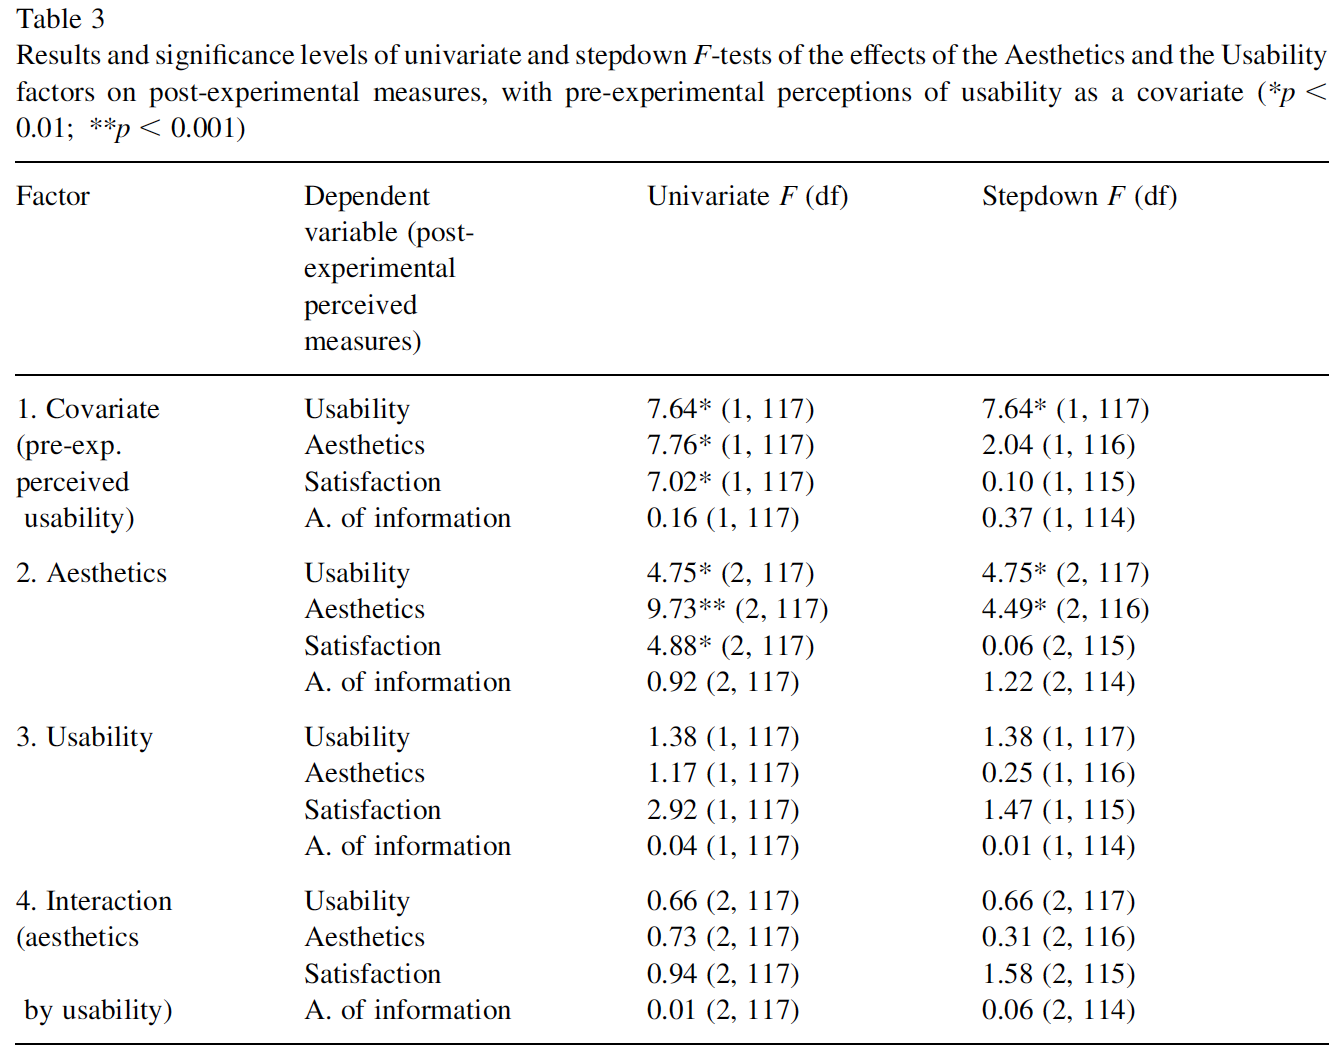 Table 3
Results and significance levels of univariate and stepdown F-tests of the effects of the Aesthetics and the Usability
factors on post-experimental measures, with pre-experimental perceptions of usability as a covariate (*p <
0.01; **p < 0.001)
Factor Dependent variable (post-experimental perceived measures) Univariate F (df) Stepdown F (df)
1. Covariate Usability 7.64* (1, 117) 7.64* (1, 117)
(pre-exp. Aesthetics 7.76* (1, 117) 2.04 (1, 116)
perceived Satisfaction 7.02* (1, 117) 0.10 (1, 115)
usability) A. of information 0.16 (1, 117) 0.37 (1, 114)
2. Aesthetics Usability 4.75* (2, 117) 4.75* (2, 117)
Aesthetics 9.73** (2, 117) 4.49* (2, 116)
Satisfaction 4.88* (2, 117) 0.06 (2, 115)
A. of information 0.92 (2, 117) 1.22 (2, 114)
3. Usability Usability 1.38 (1, 117) 1.38 (1, 117)
Aesthetics 1.17 (1, 117) 0.25 (1, 116)
Satisfaction 2.92 (1, 117) 1.47 (1, 115)
A. of information 0.04 (1, 117) 0.01 (1, 114)
4. Interaction Usability 0.66 (2, 117) 0.66 (2, 117)
(aesthetics Aesthetics 0.73 (2, 117) 0.31 (2, 116)
Satisfaction 0.94 (2, 117) 1.58 (2, 115)
by usability) A. of information 0.01 (2, 117) 0.06 (2, 114)